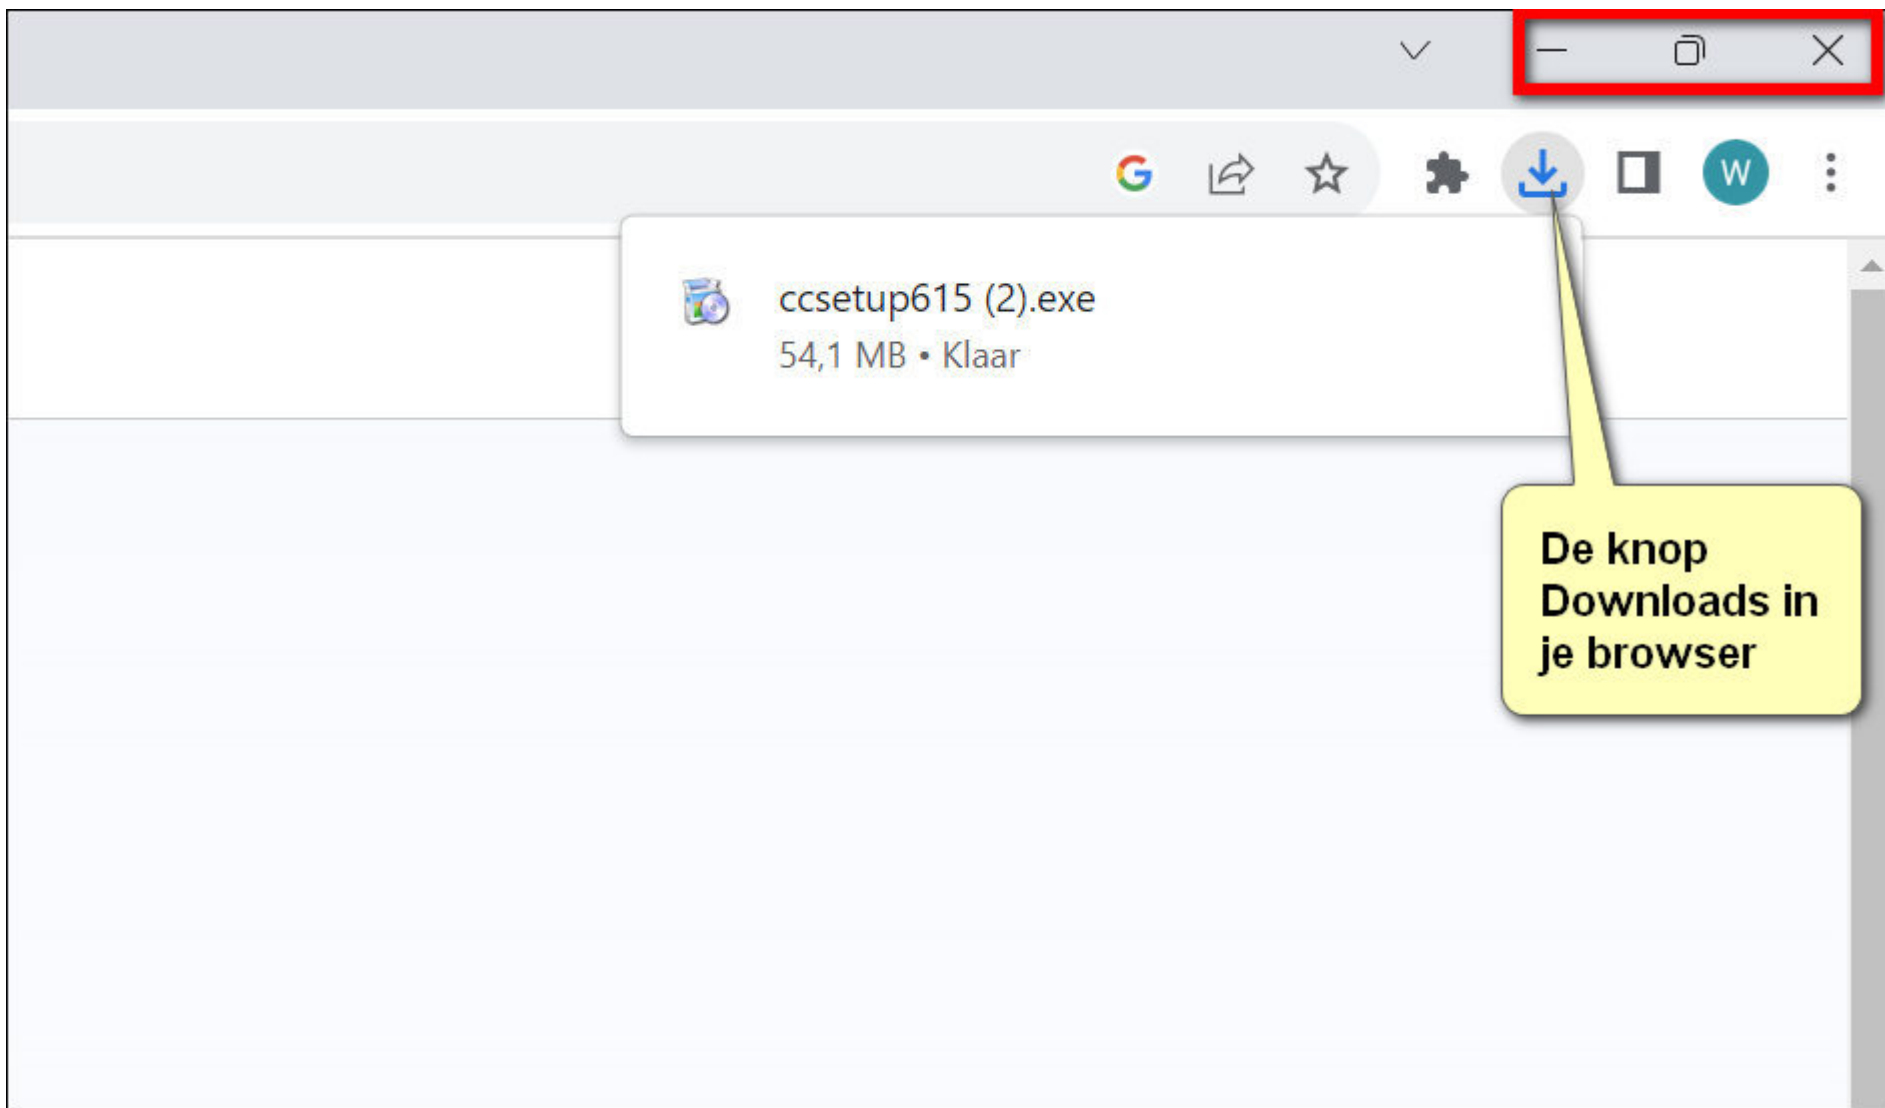 W
ccsetup615 (2).exe
54,1 MB • Klaar
De knop
Downloads in
je browser